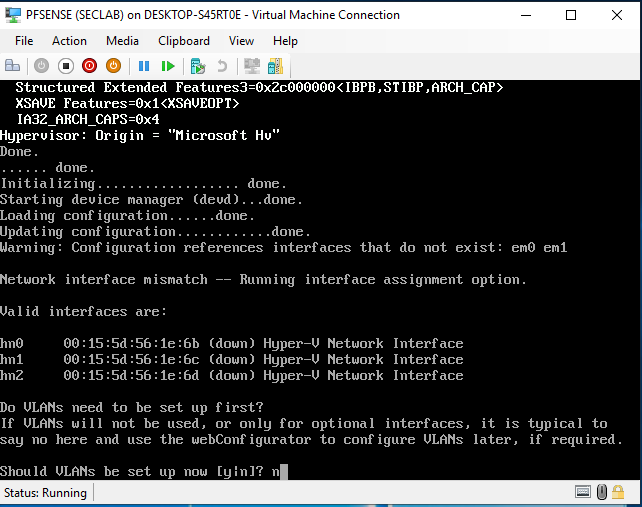 PFSENSE (SECLAB) on DESKTOP-S45RT0E - Virtual Machine Connection
File Action Media Clipboard View Help
Structured Extended Features3=0x2c000000<IBPB,STIBP,ARCH_CAP>
XSAVE Features=0x1<XSAVEOPT>
IA32_ARCH_CAPS=0x4
Hypervisor: Origin = "Microsoft Hv"
Done.
...... done.
Initializing.................. done.
Starting device manager (devd)...done.
Loading configuration......done.
Updating configuration............done.
Warning: Configuration references interfaces that do not exist: em0 em1
Network interface mismatch -- Running interface assignment option.
Valid interfaces are:
hn0 00:15:5d:56:1e:6b (down) Hyper-V Network Interface
hn1 00:15:5d:56:1e:6c (down) Hyper-V Network Interface
hn2 00:15:5d:56:1e:6d (down) Hyper-V Network Interface
Do VLANs need to be set up first?
If VLANs will not be used, or only for optional interfaces, it is typical to
say no here and use the webConfigurator to configure VLANs later, if required.
Should VLANs be set up now [y|n]? n
Status: Running